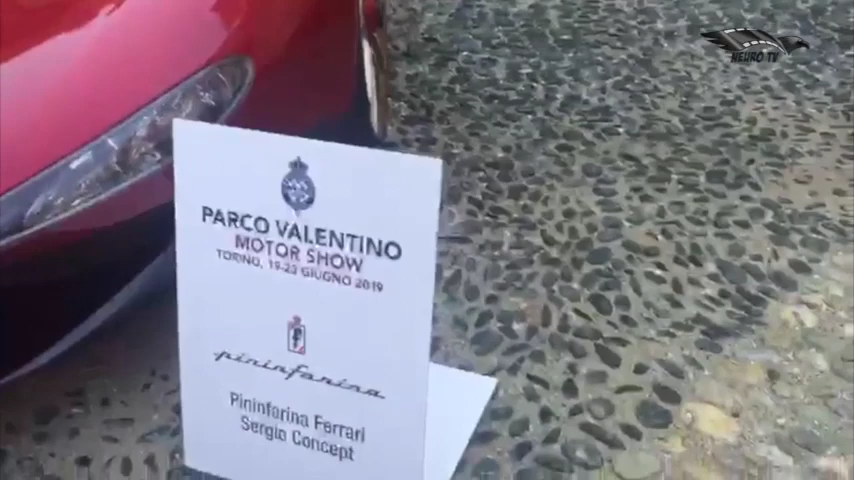 NEURO TV
PARCO VALENTINO
MOTOR SHOW
TORINO, 19-23 GIUGNO 2019
pininfarina
Pininfarina Ferrari
Sergio Concept